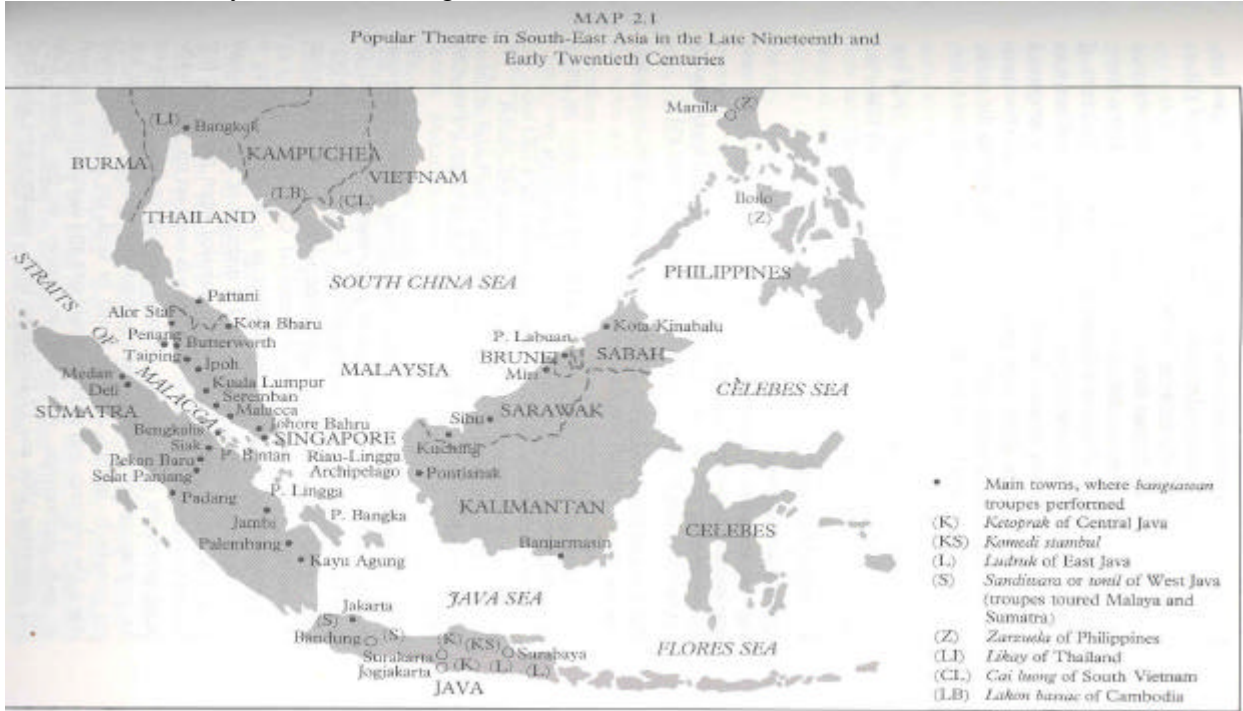 MAP 2.1
Popular Theatre in South-East Asia in the Late Nineteenth and
Early Twentieth Centuries
Manila (Z)
(LI) Bangkok
BURMA
KAMPUCHEA
VIETNAM
(LB) (CL)
THAILAND
Iloilo
(Z)
PHILIPPINES
STRAITS OF MALACCA
SOUTH CHINA SEA
Pattani
Alor Star
Kota Bharu
Penang
Butterworth
Taiping
Ipoh
Kuala Lumpur
Seremban
Malacca
Johore Bahru
SINGAPORE
MALAYSIA
P. Labuan
Kota Kinabalu
BRUNEI
SABAH
Miri
CELEBES SEA
Medan
Deli
SUMATRA
Bengkalis
Siak
Pekan Baru
Selat Panjang
Padang
P. Bintan
Riau-Lingga
Archipelago
P. Lingga
Jambi
P. Bangka
Palembang
Kayu Agung
Sibu
SARAWAK
Kuching
Pontianak
KALIMANTAN
Banjarmasin
CELEBES
JAVA SEA
FLORES SEA
Jakarta
(S)
Bandung (S)
(K) (KS)
Surakarta
Surabaya
Jogjakarta (K) (L) (L)
JAVA
• Main towns, where bangsawan
troupes performed
(K) Ketoprak of Central Java
(KS) Komedi stambul
(L) Ludruk of East Java
(S) Sandiwara or tonil of West Java
(troupes toured Malaya and
Sumatra)
(Z) Zarzuela of Philippines
(LI) Likay of Thailand
(CL) Cai luong of South Vietnam
(LB) Lakon bassac of Cambodia